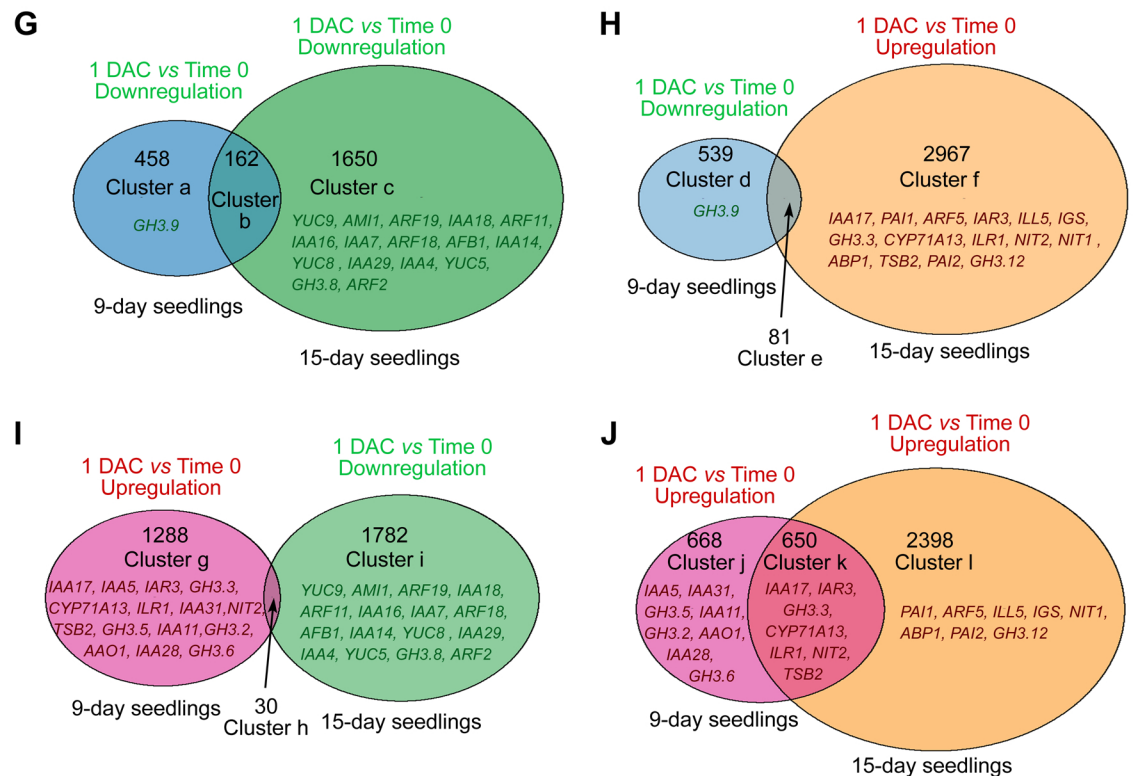 G
1 DAC vs Time 0
Downregulation
1 DAC vs Time 0
Downregulation
458
Cluster a
GH3.9
162
Cluster
b
1650
Cluster c
YUC9, AMI1, ARF19, IAA18, ARF11,
IAA16, IAA7, ARF18, AFB1, IAA14,
YUC8 , IAA29, IAA4, YUC5,
GH3.8, ARF2
9-day seedlings
15-day seedlings
H
1 DAC vs Time 0
Upregulation
1 DAC vs Time 0
Downregulation
539
Cluster d
GH3.9
2967
Cluster f
IAA17, PAI1, ARF5, IAR3, ILL5, IGS,
GH3.3, CYP71A13, ILR1, NIT2, NIT1 ,
ABP1, TSB2, PAI2, GH3.12
9-day seedlings
81
Cluster e
15-day seedlings
I
1 DAC vs Time 0
Upregulation
1 DAC vs Time 0
Downregulation
1288
Cluster g
IAA17, IAA5, IAR3, GH3.3,
CYP71A13, ILR1, IAA31,NIT2,
TSB2, GH3.5, IAA11,GH3.2,
AAO1, IAA28, GH3.6
1782
Cluster i
YUC9, AMI1, ARF19, IAA18,
ARF11, IAA16, IAA7, ARF18,
AFB1, IAA14, YUC8 , IAA29,
IAA4, YUC5, GH3.8, ARF2
9-day seedlings
30
Cluster h
15-day seedlings
J
1 DAC vs Time 0
Upregulation
1 DAC vs Time 0
Upregulation
668
Cluster j
IAA5, IAA31,
GH3.5, IAA11,
GH3.2, AAO1,
IAA28,
GH3.6
650
Cluster k
IAA17, IAR3,
GH3.3,
CYP71A13,
ILR1, NIT2,
TSB2
2398
Cluster l
PAI1, ARF5, ILL5, IGS, NIT1,
ABP1, PAI2, GH3.12
9-day seedlings
15-day seedlings